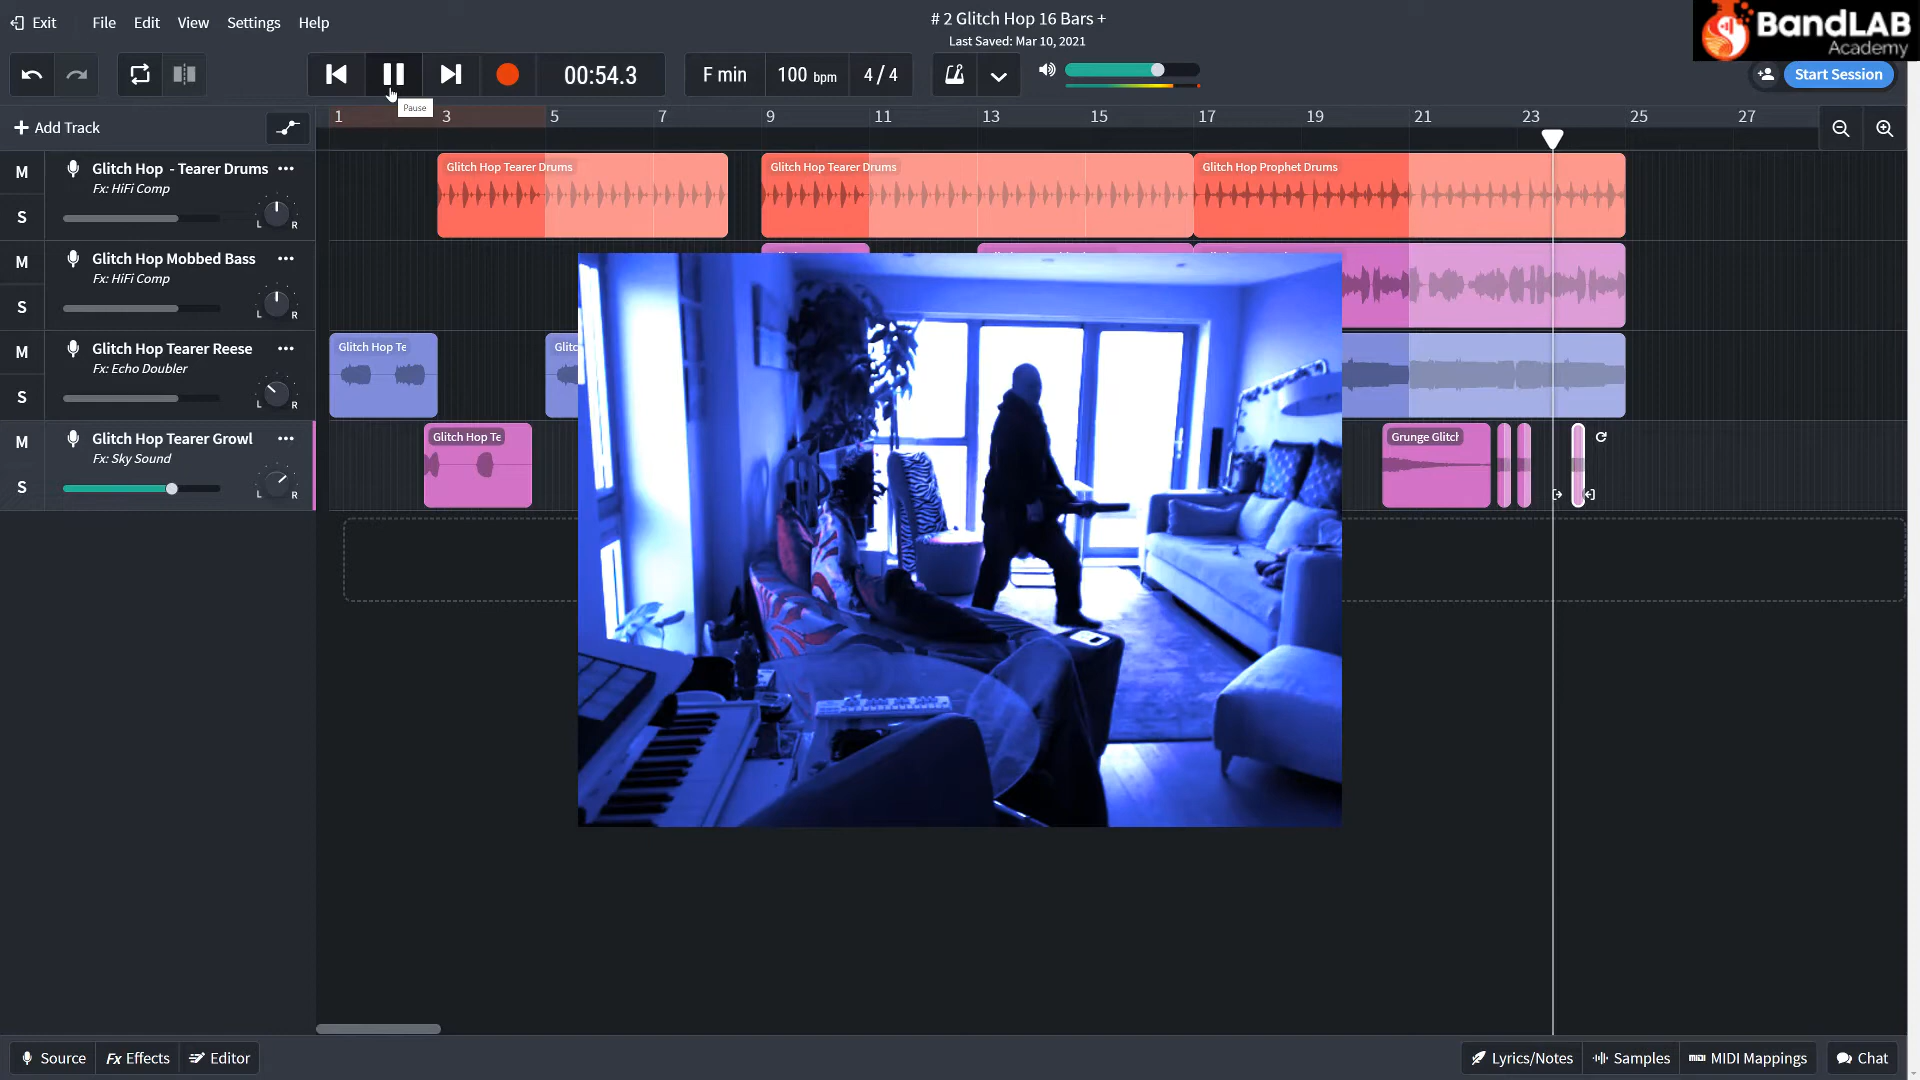 Exit
File
Edit
View
Settings
Help
# 2 Glitch Hop 16 Bars +
Last Saved: Mar 10, 2021
BandLAB
Academy
00:54.3
F min
100 bpm
4 / 4
Start Session
Pause
Add Track
1 3 5 7 9 11 13 15 17 19 21 23 25 27
M
Glitch Hop - Tearer Drums
Fx: HiFi Comp
S
L R
Glitch Hop Tearer Drums
Glitch Hop Tearer Drums
Glitch Hop Prophet Drums
M
Glitch Hop Mobbed Bass
Fx: HiFi Comp
S
L R
M
Glitch Hop Tearer Reese
Fx: Echo Doubler
S
L R
Glitch Hop Te
Glitc
M
Glitch Hop Tearer Growl
Fx: Sky Sound
S
L R
Glitch Hop Te
Grunge Glitch
Source
Fx Effects
Editor
Lyrics/Notes
Samples
MIDI Mappings
Chat